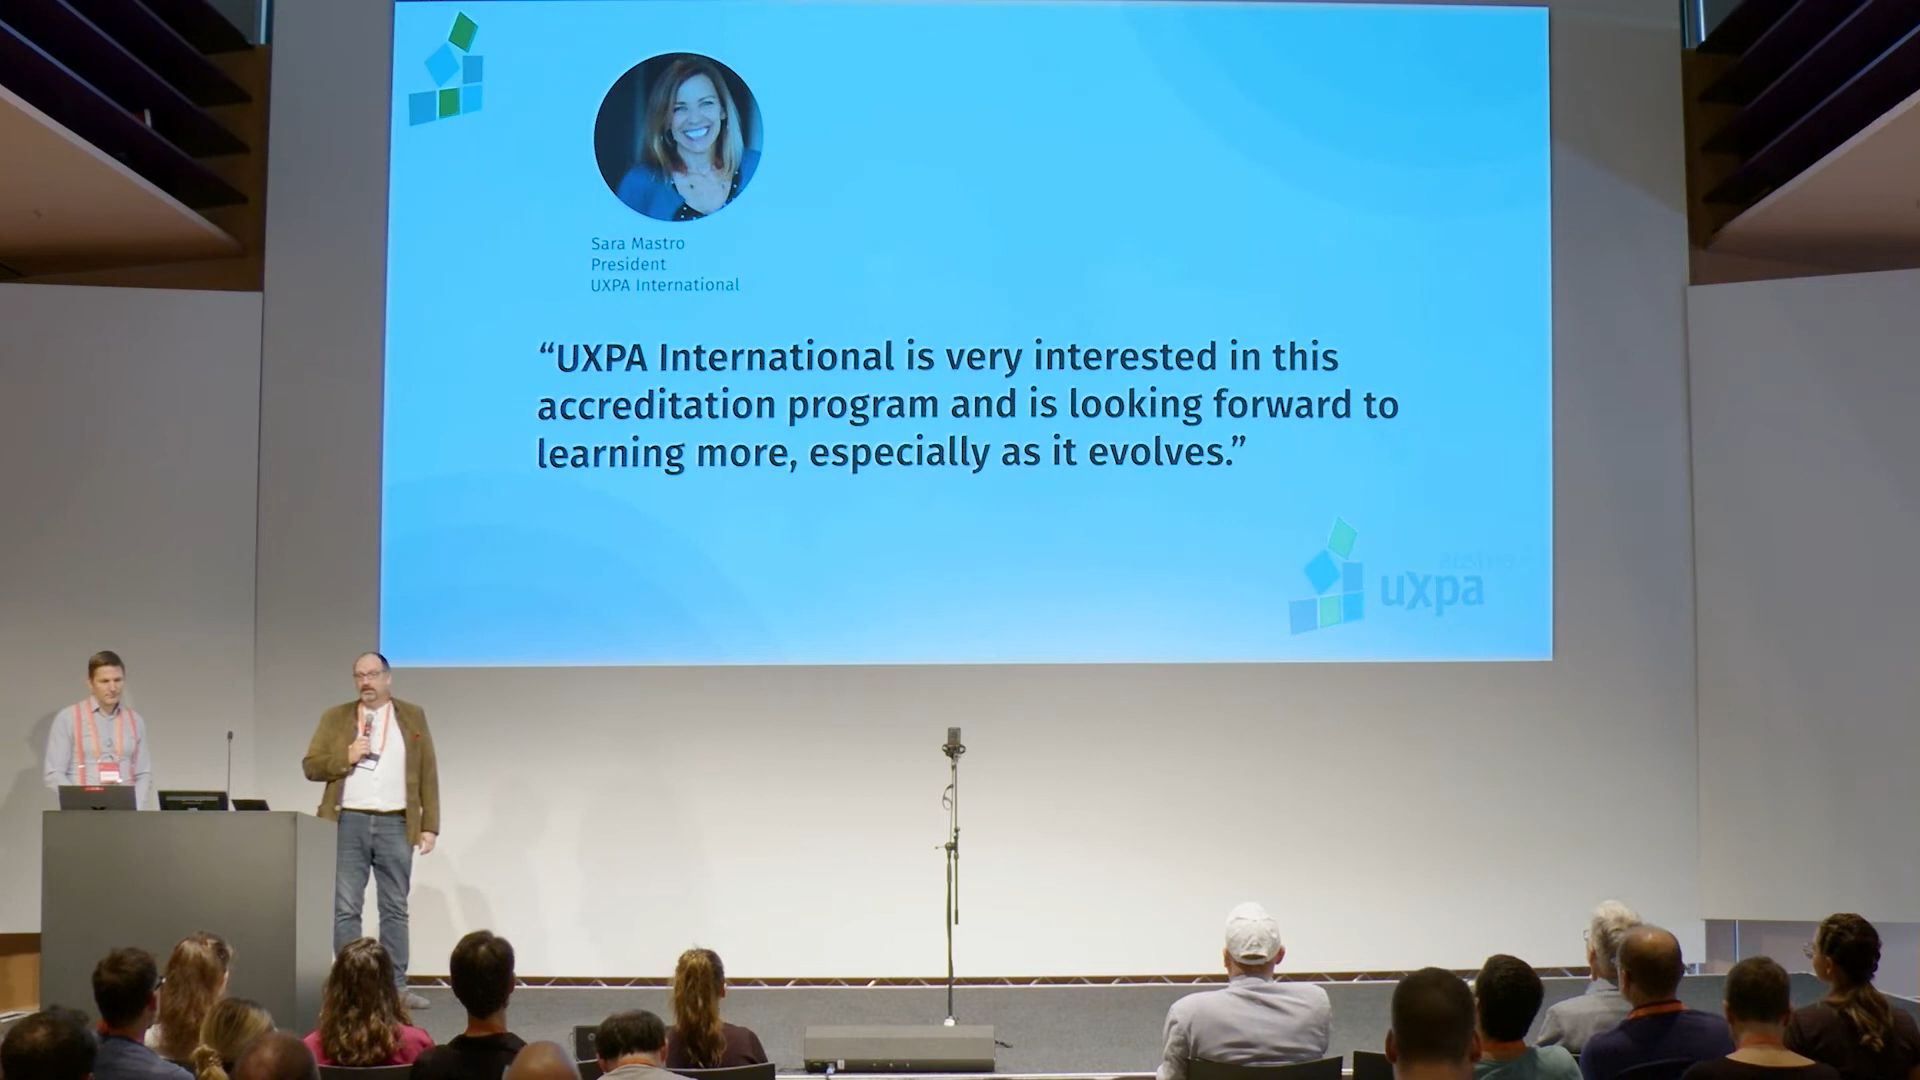 Sara Mastro
President
UXPA International
“UXPA International is very interested in this
accreditation program and is looking forward to
learning more, especially as it evolves.”
uxpa